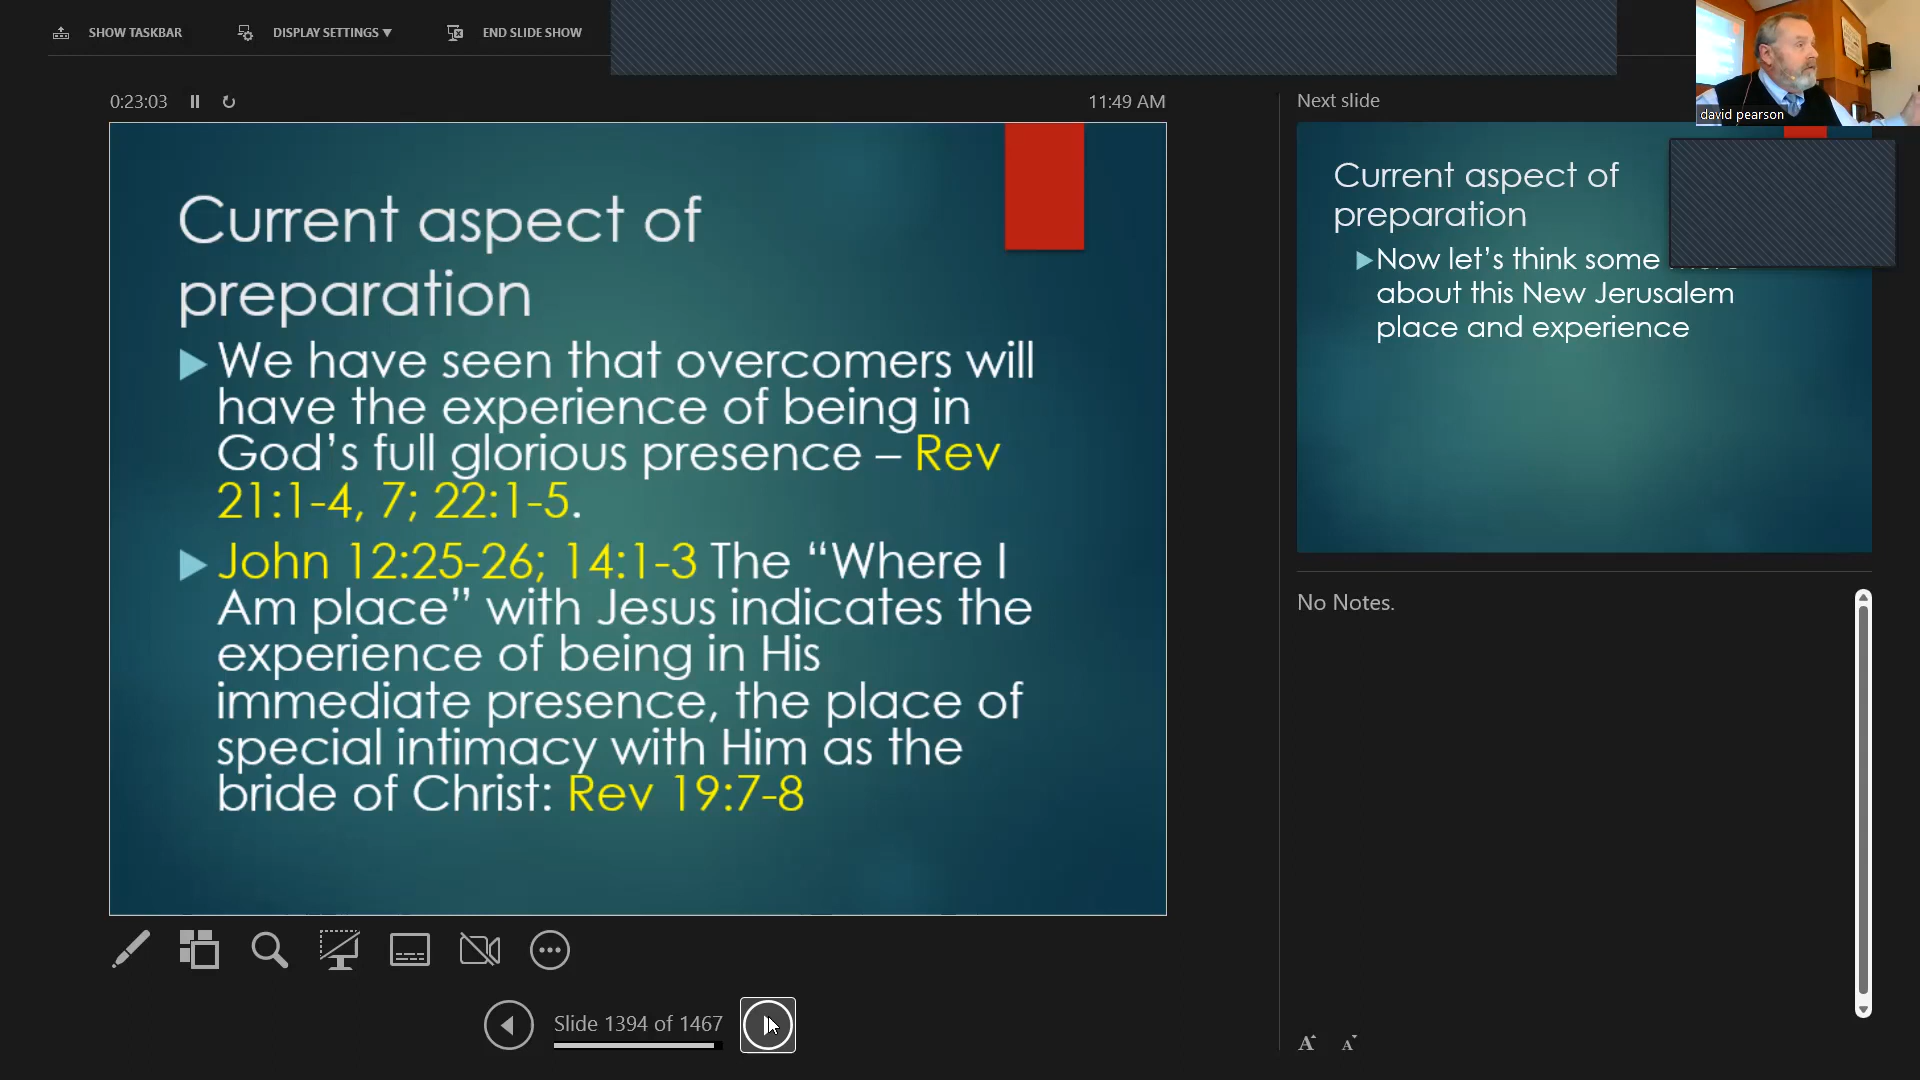 SHOW TASKBAR
DISPLAY SETTINGS ▼
END SLIDE SHOW
0:23:03
11:49 AM
Current aspect of
preparation
We have seen that overcomers will
have the experience of being in
God’s full glorious presence – Rev
21:1-4, 7; 22:1-5.
John 12:25-26; 14:1-3 The “Where I
Am place” with Jesus indicates the
experience of being in His
immediate presence, the place of
special intimacy with Him as the
bride of Christ: Rev 19:7-8
Slide 1394 of 1467
Next slide
david pearson
Current aspect of
preparation
Now let’s think some
about this New Jerusalem
place and experience
No Notes.
A A